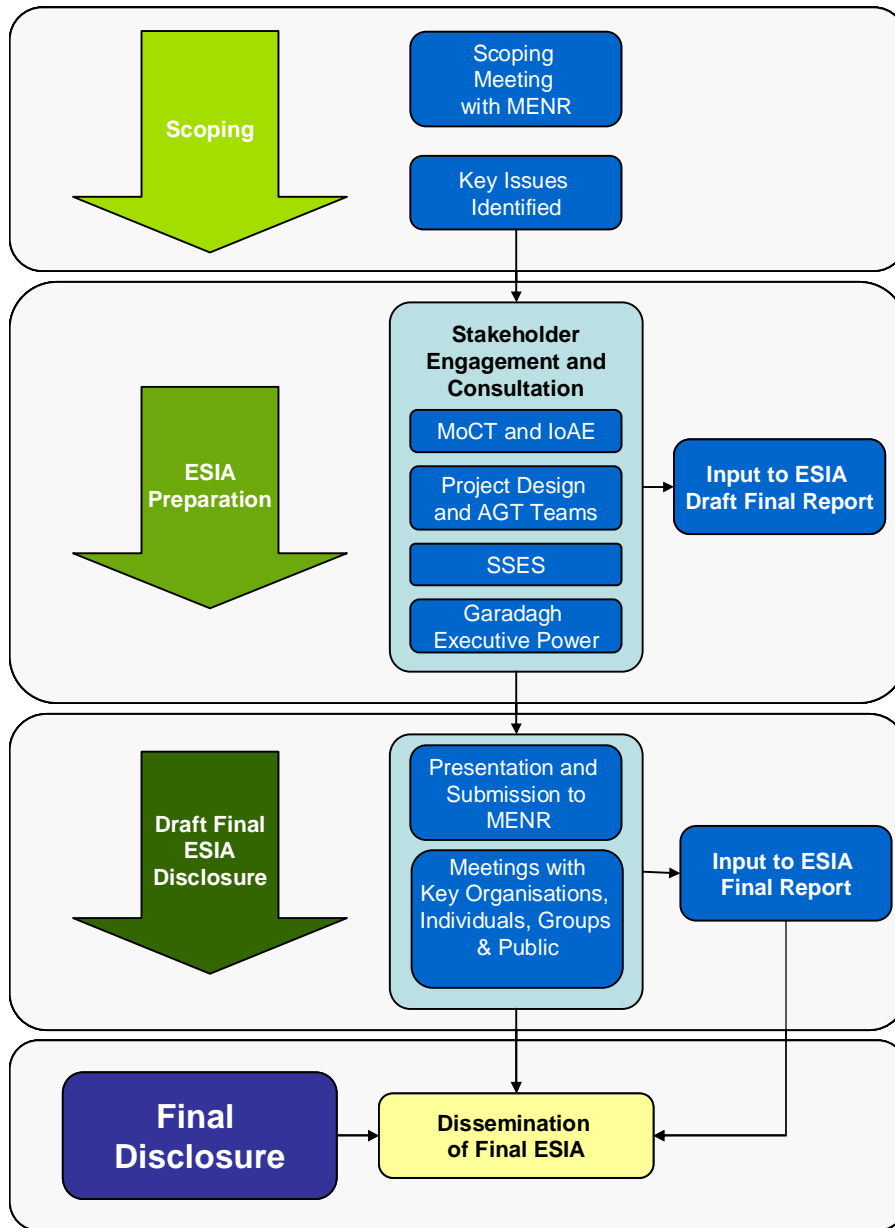 Scoping
Scoping
Meeting
with MENR
Key Issues
Identified
ESIA
Preparation
Stakeholder
Engagement and
Consultation
MoCT and IoAE
Project Design
and AGT Teams
SSES
Garadagh
Executive Power
Input to ESIA
Draft Final Report
Draft Final
ESIA
Disclosure
Presentation and
Submission to
MENR
Meetings with
Key Organisations,
Individuals, Groups
& Public
Input to ESIA
Final Report
Final
Disclosure
Dissemination
of Final ESIA